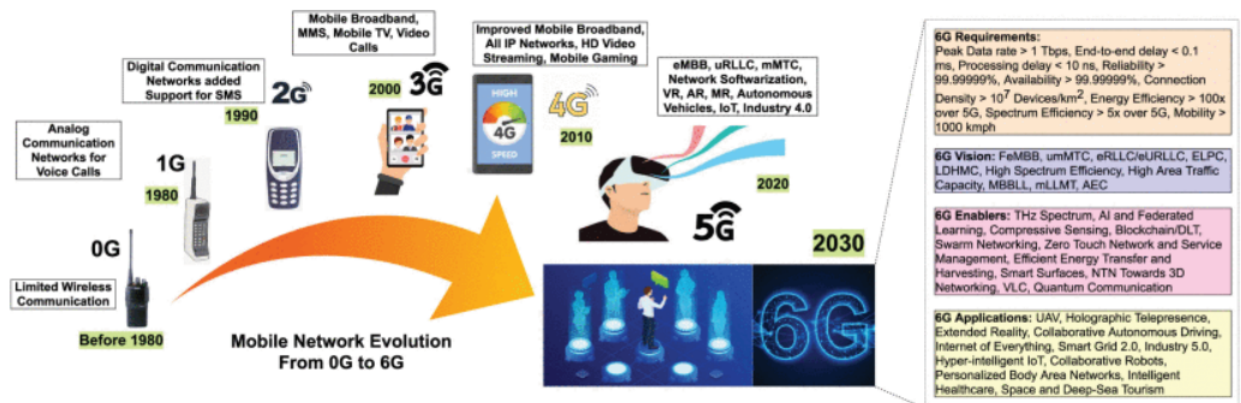 Limited Wireless
Communication
0G
Before 1980
Analog
Communication
Networks for
Voice Calls
1G
1980
Digital Communication
Networks added
Support for SMS
2G
1990
Mobile Broadband,
MMS, Mobile TV, Video
Calls
2000
3G
Improved Mobile Broadband,
All IP Networks, HD Video
Streaming, Mobile Gaming
HIGH
4G
SPEED
4G
2010
eMBB, uRLLC, mMTC,
Network Softwarization,
VR, AR, MR, Autonomous
Vehicles, IoT, Industry 4.0
2020
5G
2030
6G
Mobile Network Evolution
From 0G to 6G
6G Requirements:
Peak Data rate > 1 Tbps, End-to-end delay < 0.1
ms, Processing delay < 10 ns, Reliability >
99.99999%, Availability > 99.99999%, Connection
Density > 10⁷ Devices/km², Energy Efficiency > 100x
over 5G, Spectrum Efficiency > 5x over 5G, Mobility >
1000 kmph
6G Vision: FeMBB, umMTC, eRLLC/eURLLC, ELPC,
LDHMC, High Spectrum Efficiency, High Area Traffic
Capacity, MBBLL, mLLMT, AEC
6G Enablers: THz Spectrum, AI and Federated
Learning, Compressive Sensing, Blockchain/DLT,
Swarm Networking, Zero Touch Network and Service
Management, Efficient Energy Transfer and
Harvesting, Smart Surfaces, NTN Towards 3D
Networking, VLC, Quantum Communication
6G Applications: UAV, Holographic Telepresence,
Extended Reality, Collaborative Autonomous Driving,
Internet of Everything, Smart Grid 2.0, Industry 5.0,
Hyper-intelligent IoT, Collaborative Robots,
Personalized Body Area Networks, Intelligent
Healthcare, Space and Deep-Sea Tourism